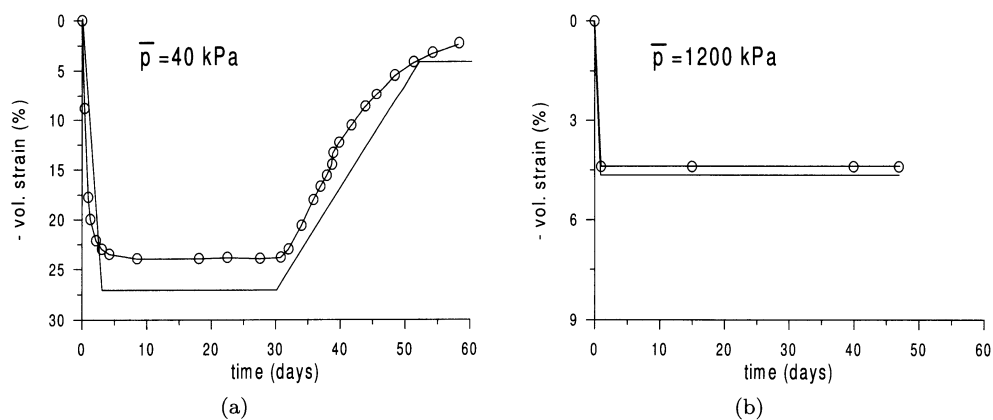 0
5
10
15
20
25
30
- vol. strain (%)
p̅ =40 kPa
0 10 20 30 40 50 60
time (days)
(a)
0
3
6
9
- vol. strain (%)
p̅ =1200 kPa
0 10 20 30 40 50 60
time (days)
(b)